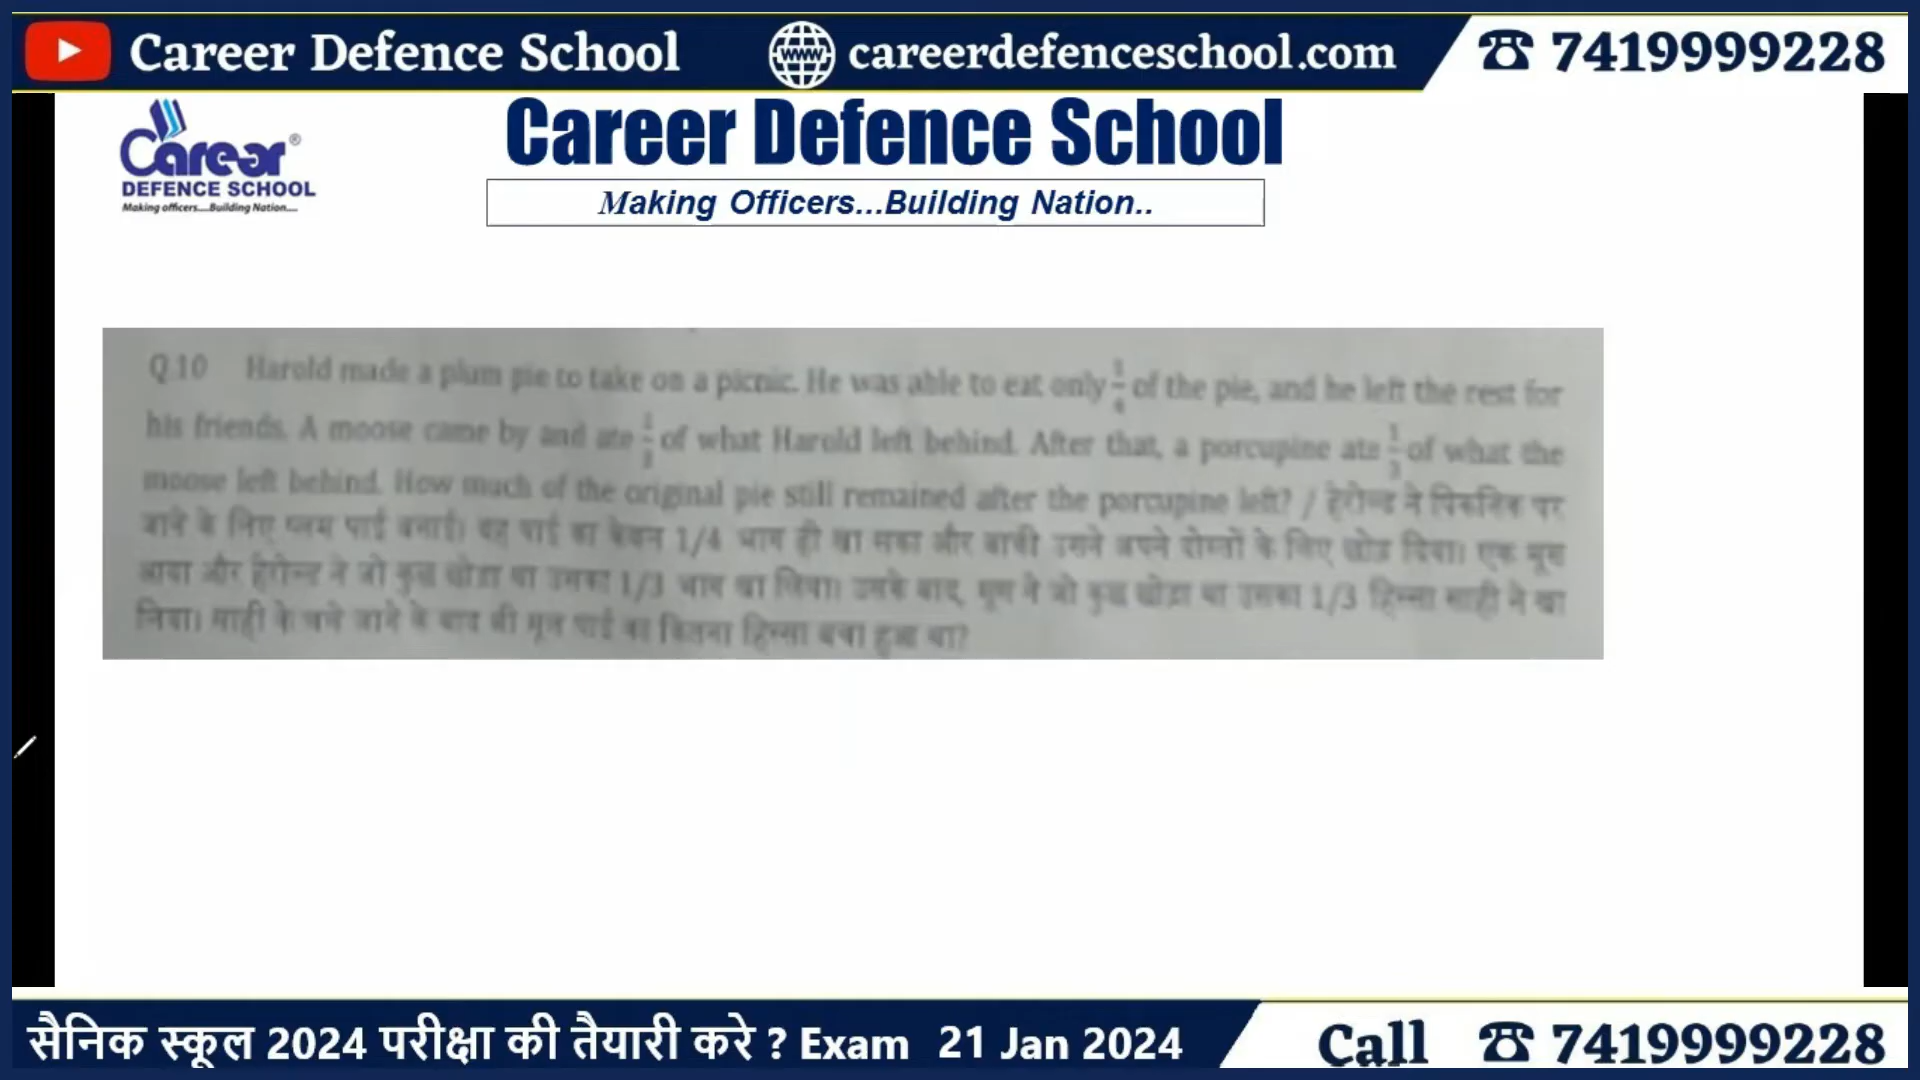 Career Defence School
www
careerdefenceschool.com
7419999228
Career Defence School
Career®
DEFENCE SCHOOL
Making officers....Building Nation....
Making Officers...Building Nation..
Q.10 Harold made a plum pie to take on a picnic. He was able to eat only 1/4 of the pie, and he left the rest for
his friends. A moose came by and ate 1/3 of what Harold left behind. After that, a porcupine ate 1/3 of what the
moose left behind. How much of the original pie still remained after the porcupine left? / हेरोल्ड ने पिकनिक पर
जाने के लिए प्लम पाई बनाई। वह पाई का केवल 1/4 भाग ही खा सका और बाकी उसने अपने दोस्तों के लिए छोड़ दिया। एक मूस
आया और हेरोल्ड ने जो कुछ छोड़ा था उसका 1/3 भाग खा लिया। उसके बाद, मूस ने जो कुछ छोड़ा था उसका 1/3 हिस्सा साही ने खा
लिया। साही के चले जाने के बाद भी मूल पाई का कितना हिस्सा बचा हुआ था?
सैनिक स्कूल 2024 परीक्षा की तैयारी करे ? Exam 21 Jan 2024
Call 7419999228